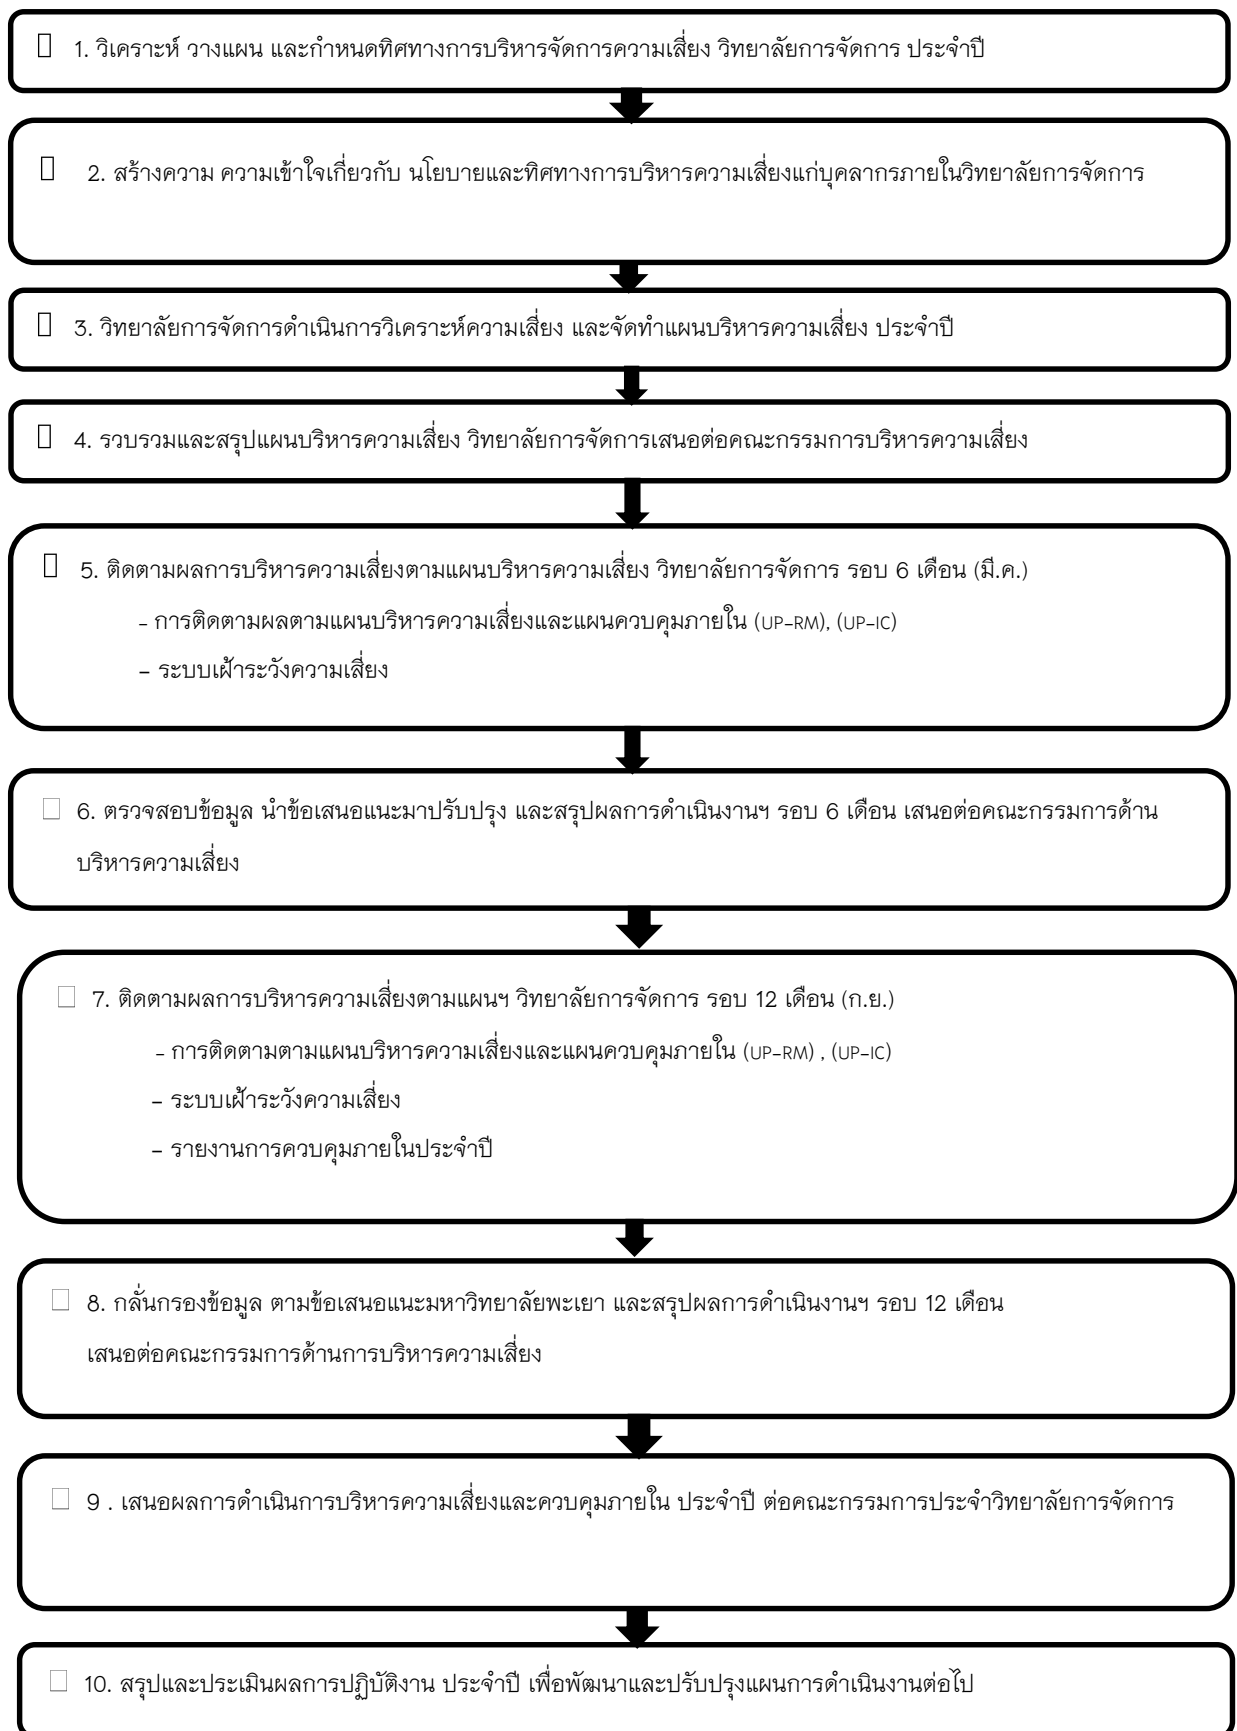 1. วิเคราะห์ วางแผน และกำหนดทิศทางการบริหารจัดการความเสี่ยง วิทยาลัยการจัดการ ประจำปี
2. สร้างความ ความเข้าใจเกี่ยวกับ นโยบายและทิศทางการบริหารความเสี่ยงแก่บุคลากรภายในวิทยาลัยการจัดการ
3. วิทยาลัยการจัดการดำเนินการวิเคราะห์ความเสี่ยง และจัดทำแผนบริหารความเสี่ยง ประจำปี
4. รวบรวมและสรุปแผนบริหารความเสี่ยง วิทยาลัยการจัดการเสนอต่อคณะกรรมการบริหารความเสี่ยง
5. ติดตามผลการบริหารความเสี่ยงตามแผนบริหารความเสี่ยง วิทยาลัยการจัดการ รอบ 6 เดือน (มี.ค.)
- การติดตามผลตามแผนบริหารความเสี่ยงและแผนควบคุมภายใน (UP-RM), (UP-IC)
- ระบบเฝ้าระวังความเสี่ยง
6. ตรวจสอบข้อมูล นำข้อเสนอแนะมาปรับปรุง และสรุปผลการดำเนินงานฯ รอบ 6 เดือน เสนอต่อคณะกรรมการด้าน
บริหารความเสี่ยง
7. ติดตามผลการบริหารความเสี่ยงตามแผนฯ วิทยาลัยการจัดการ รอบ 12 เดือน (ก.ย.)
- การติดตามตามแผนบริหารความเสี่ยงและแผนควบคุมภายใน (UP-RM) , (UP-IC)
- ระบบเฝ้าระวังความเสี่ยง
- รายงานการควบคุมภายในประจำปี
8. กลั่นกรองข้อมูล ตามข้อเสนอแนะมหาวิทยาลัยพะเยา และสรุปผลการดำเนินงานฯ รอบ 12 เดือน
เสนอต่อคณะกรรมการด้านการบริหารความเสี่ยง
9 . เสนอผลการดำเนินการบริหารความเสี่ยงและควบคุมภายใน ประจำปี ต่อคณะกรรมการประจำวิทยาลัยการจัดการ
10. สรุปและประเมินผลการปฏิบัติงาน ประจำปี เพื่อพัฒนาและปรับปรุงแผนการดำเนินงานต่อไป